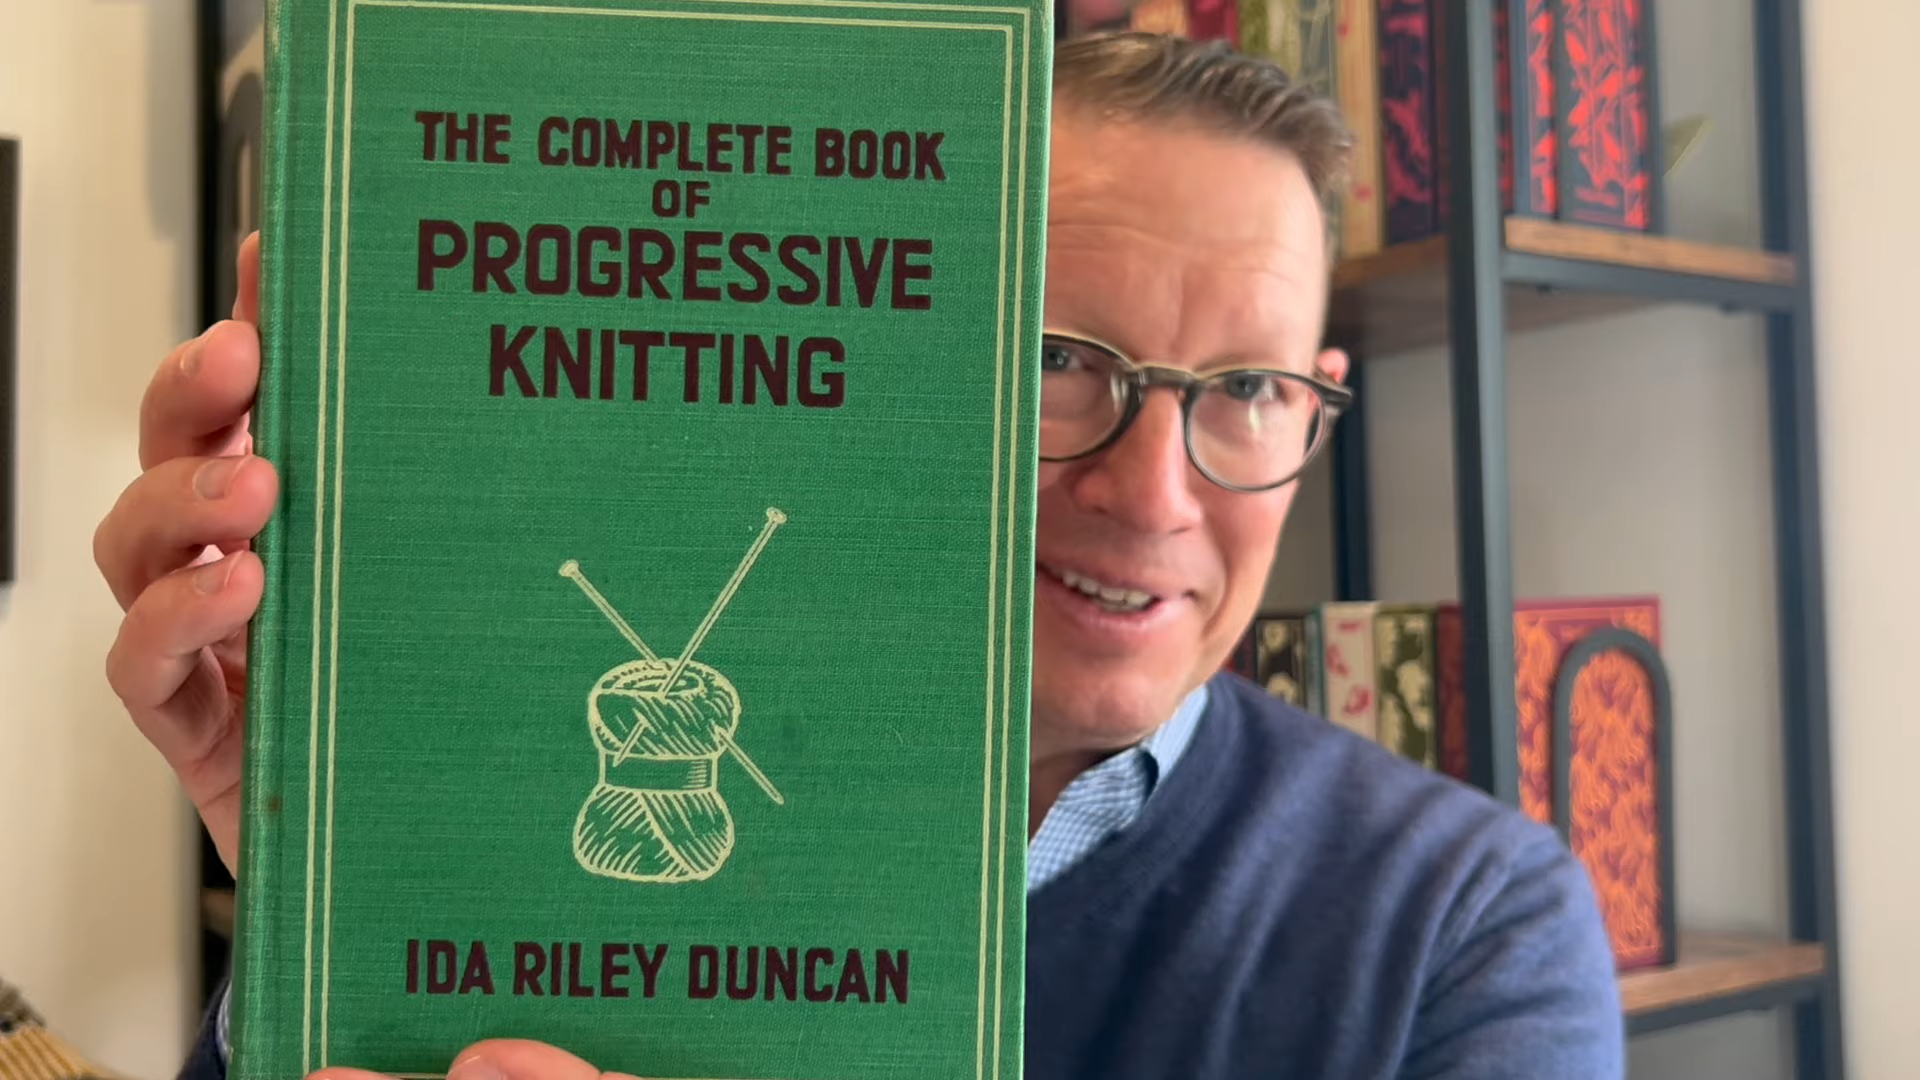 THE COMPLETE BOOK
OF
PROGRESSIVE
KNITTING
IDA RILEY DUNCAN